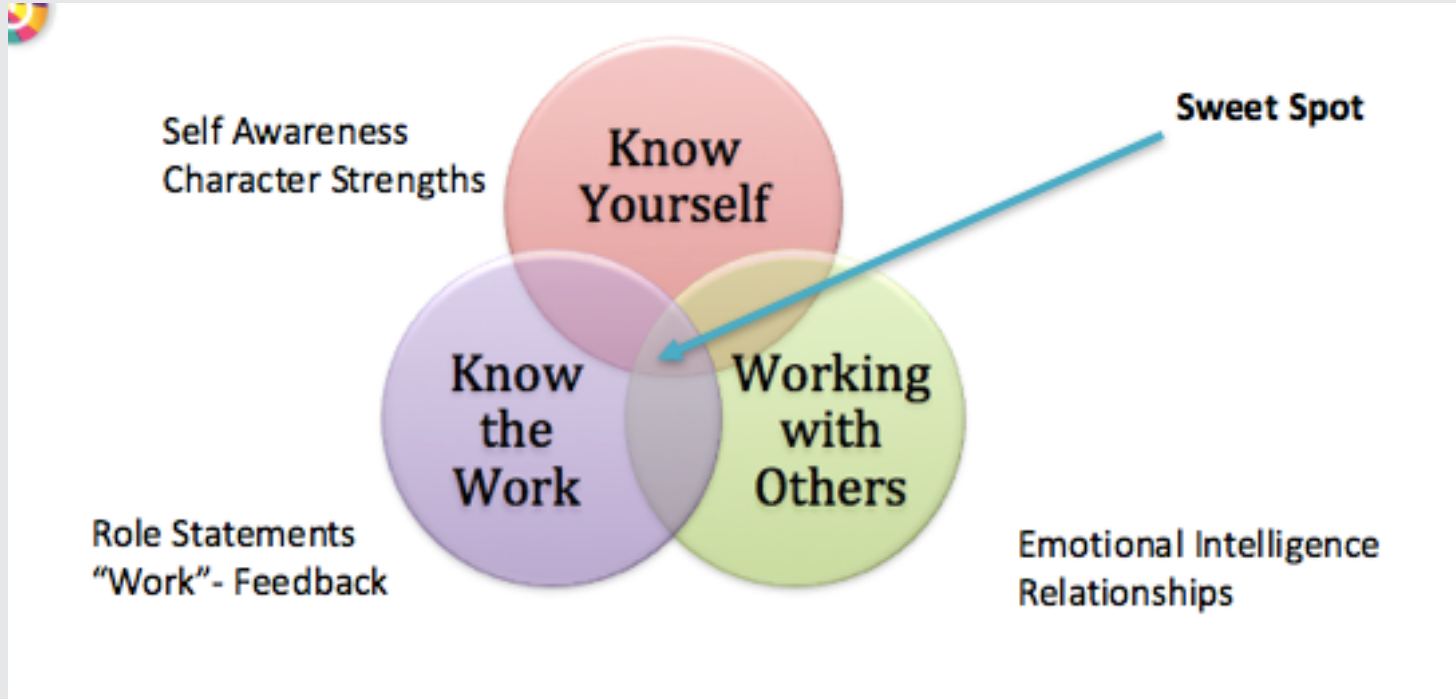 Sweet Spot
Self Awareness
Character Strengths
Know
Yourself
Know
the
Work
Working
with
Others
Role Statements
“Work”- Feedback
Emotional Intelligence
Relationships